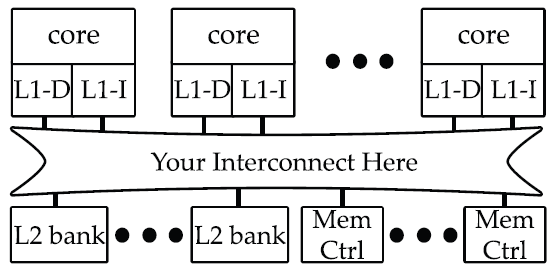 core
core
core
L1-D
L1-I
L1-D
L1-I
L1-D
L1-I
Your Interconnect Here
L2 bank
L2 bank
Mem
Ctrl
Mem
Ctrl